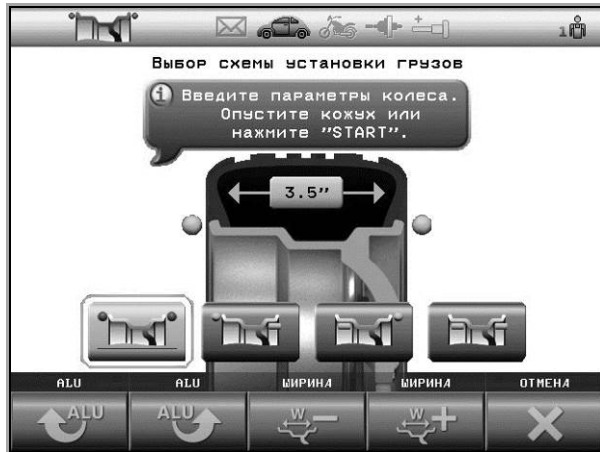 1
Выбор схемы установки грузов
i Введите параметры колеса.
Опустите кожух или
нажмите "START".
3.5"
ALU ALU ШИРИНА ШИРИНА ОТМЕНА
ALU ALU W W